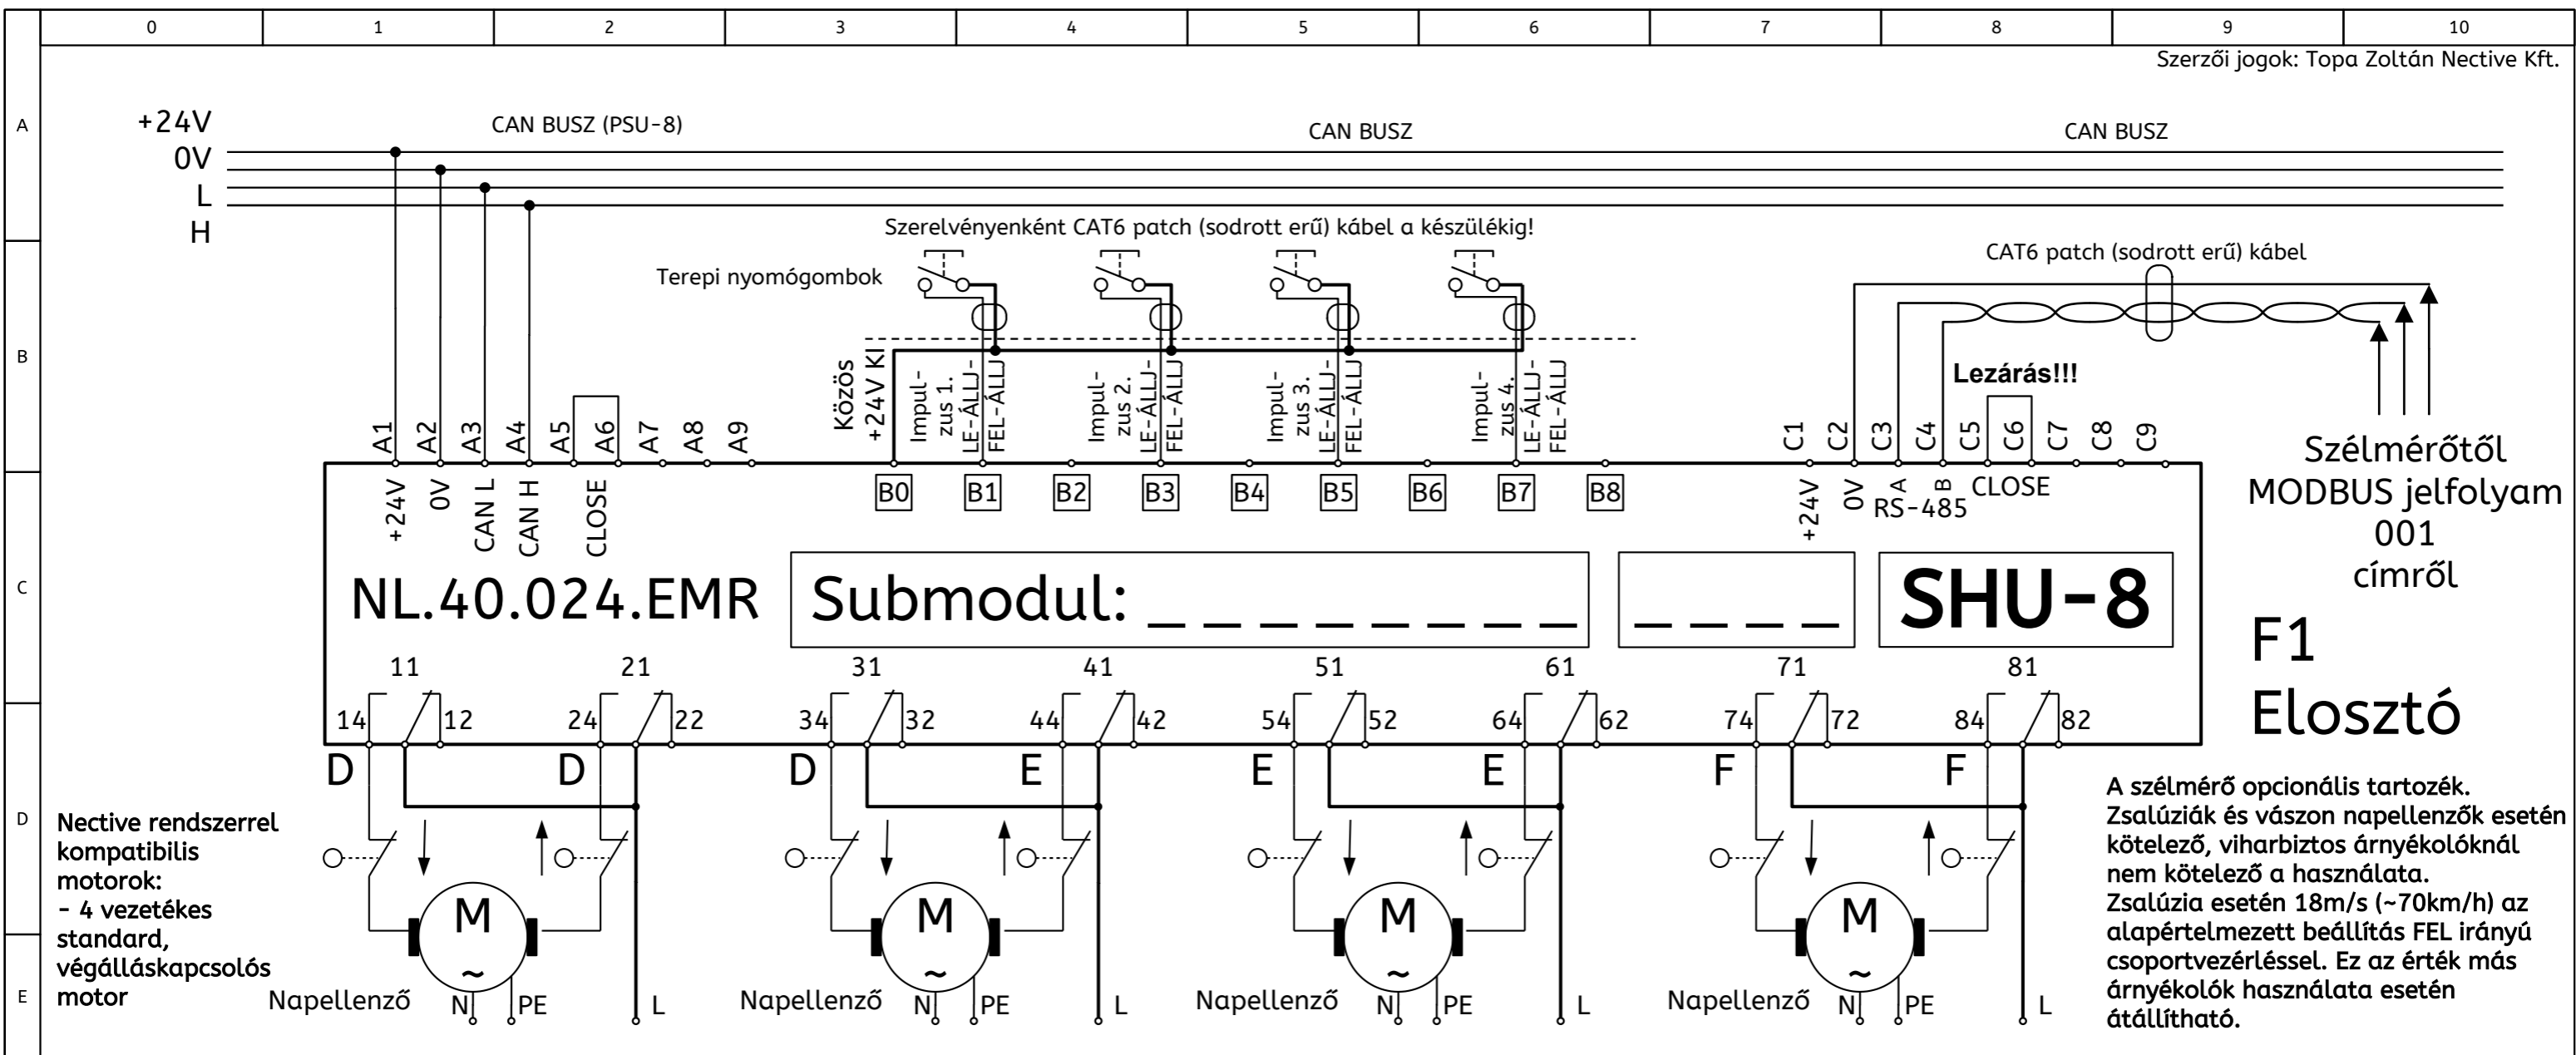 0 1 2 3 4 5 6 7 8 9 10
Szerzői jogok: Topa Zoltán Nective Kft.
A
+24V
0V
L
H
CAN BUSZ (PSU-8)
CAN BUSZ
CAN BUSZ
Szerelvényenként CAT6 patch (sodrott erű) kábel a készülékig!
Terepi nyomógombok
CAT6 patch (sodrott erű) kábel
B
Közös
+24V KI
Impul-
zus 1.
LE-ÁLLJ-
FEL-ÁLLJ
Impul-
zus 2.
LE-ÁLLJ-
FEL-ÁLLJ
Impul-
zus 3.
LE-ÁLLJ-
FEL-ÁLLJ
Impul-
zus 4.
LE-ÁLLJ-
FEL-ÁLLJ
Lezárás!!!
A1 A2 A3 A4 A5 A6 A7 A8 A9
C1 C2 C3 C4 C5 C6 C7 C8 C9
+24V 0V CAN L CAN H CLOSE
B0 B1 B2 B3 B4 B5 B6 B7 B8
+24V 0V A B CLOSE
RS-485
Szélmérőtől
MODBUS jelfolyam
001
címről
C
NL.40.024.EMR
Submodul: _ _ _ _ _ _ _ _
_ _ _ _
SHU-8
F1
Elosztó
11 21 31 41 51 61 71 81
14 12 24 22 34 32 44 42 54 52 64 62 74 72 84 82
D D D E E E F F
D
Nective rendszerrel
kompatibilis
motorok:
- 4 vezetékes
standard,
végálláskapcsolós
motor
A szélmérő opcionális tartozék.
Zsalúziák és vászon napellenzők esetén
kötelező, viharbiztos árnyékolóknál
nem kötelező a használata.
Zsalúzia esetén 18m/s (~70km/h) az
alapértelmezett beállítás FEL irányú
csoportvezérléssel. Ez az érték más
árnyékolók használata esetén
átállítható.
M
~
M
~
M
~
M
~
E
Napellenző N PE L
Napellenző N PE L
Napellenző N PE L
Napellenző N PE L